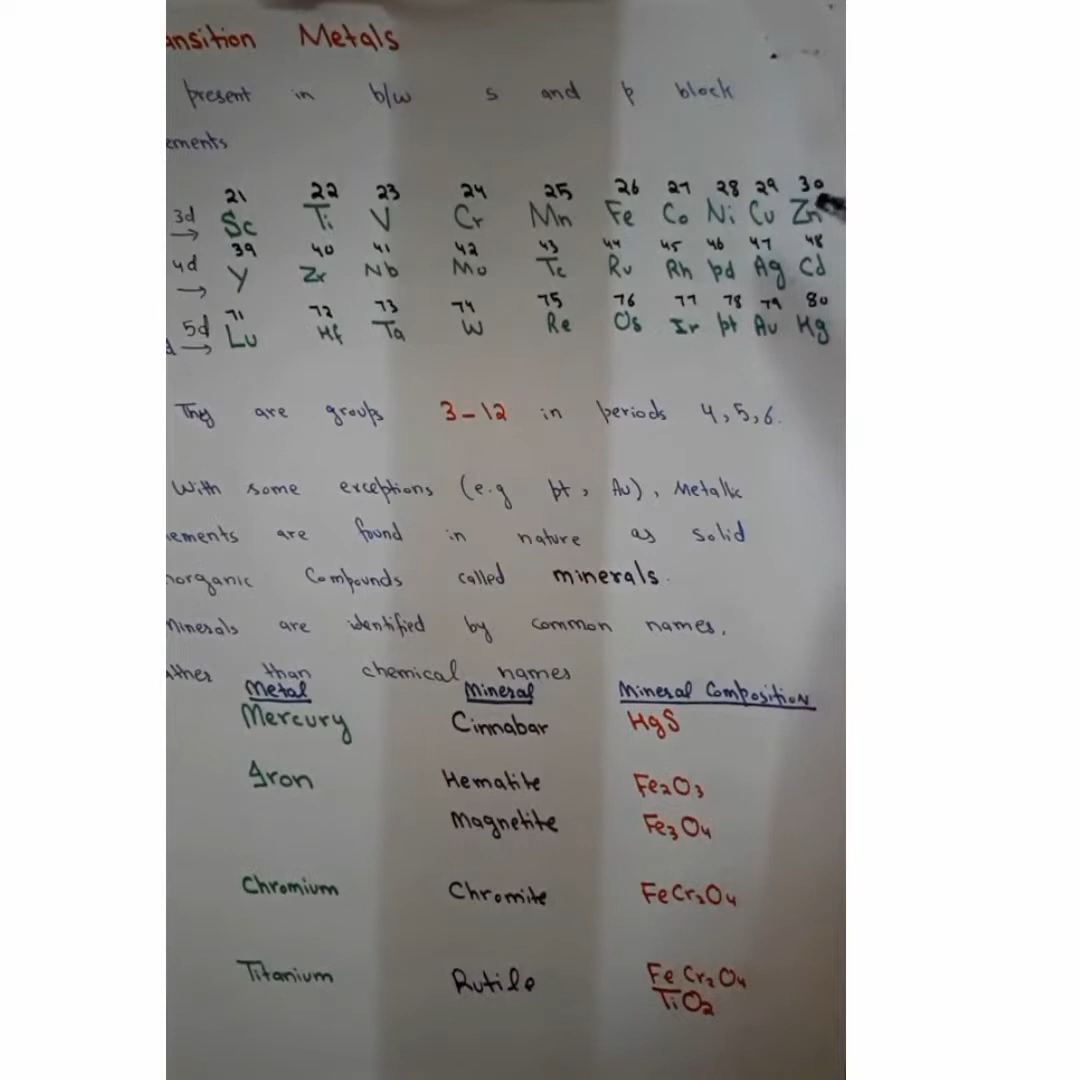 ansition Metals
present in b/w s and p block
ements
21 22 23 24 25 26 27 28 29 30
3d → Sc Ti V Cr Mn Fe Co Ni Cu Zn
39 40 41 42 43 44 45 46 47 48
4d → Y Zr Nb Mo Tc Ru Rh pd Ag Cd
71 72 73 74 75 76 77 78 79 80
5d → Lu Hf Ta W Re Os Ir pt Au Hg
They are groups 3-12 in periods 4,5,6.
With some exceptions (e.g pt, Au), Metallic
ements are found in nature as solid
norganic Compounds called minerals.
Minerals are identified by common names,
ather than chemical names
Metal Mineral Mineral Composition
Mercury Cinnabar HgS
Iron Hematite Fe2O3
Magnetite Fe3O4
Chromium Chromite FeCr2O4
Titanium Rutile FeCr2O4
TiO2